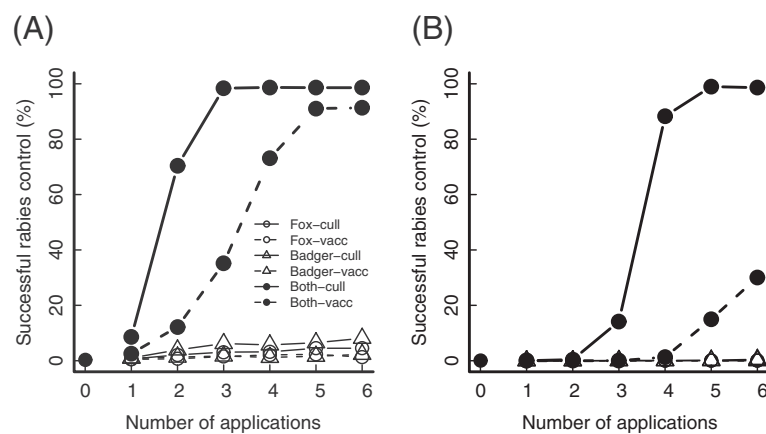 (A)
Successful rabies control (%)
100
80
60
40
20
0
Fox−cull
Fox−vacc
Badger−cull
Badger−vacc
Both−cull
Both−vacc
0 1 2 3 4 5 6
Number of applications
(B)
Successful rabies control (%)
100
80
60
40
20
0
0 1 2 3 4 5 6
Number of applications